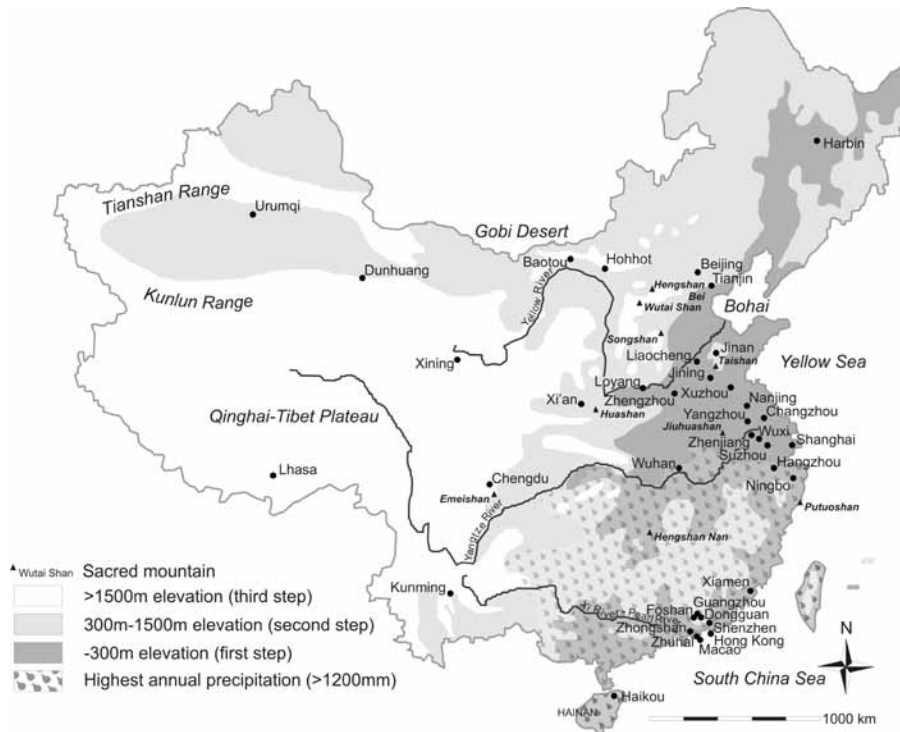 Harbin
Tianshan Range
Urumqi
Gobi Desert
Baotou
Hohhot
Beijing
Tianjin
Hengshan
Bei
Dunhuang
Yellow River
Wutai Shan
Bohai
Kunlun Range
Songshan
Jinan
Taishan
Yellow Sea
Xining
Liaocheng
Jining
Loyang
Zhengzhou
Xuzhou
Nanjing
Xi'an
Huashan
Yangzhou
Changzhou
Qinghai-Tibet Plateau
Jiuhuashan
Wuxi
Zhenjiang
Shanghai
Suzhou
Lhasa
Wuhan
Hangzhou
Chengdu
Ningbo
Emeishan
Putuoshan
Yangtze River
Hengshan Nan
Kunming
Xiamen
Xi River - Pearl River
Guangzhou
Foshan
Dongguan
Zhongshan
Shenzhen
Zhuhai
Hong Kong
Macao
South China Sea
Haikou
HAINAN
N
1000 km
Wutai Shan Sacred mountain
>1500m elevation (third step)
300m-1500m elevation (second step)
-300m elevation (first step)
Highest annual precipitation (>1200mm)